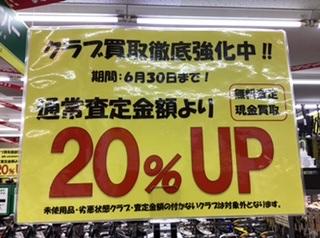 クラブ買取徹底強化中!!
期間:6月30日まで!
通常査定金額より
無料査定
現金買取
20% UP
未使用品・劣悪状態クラブ・査定金額の付かないクラブは対象外となります。